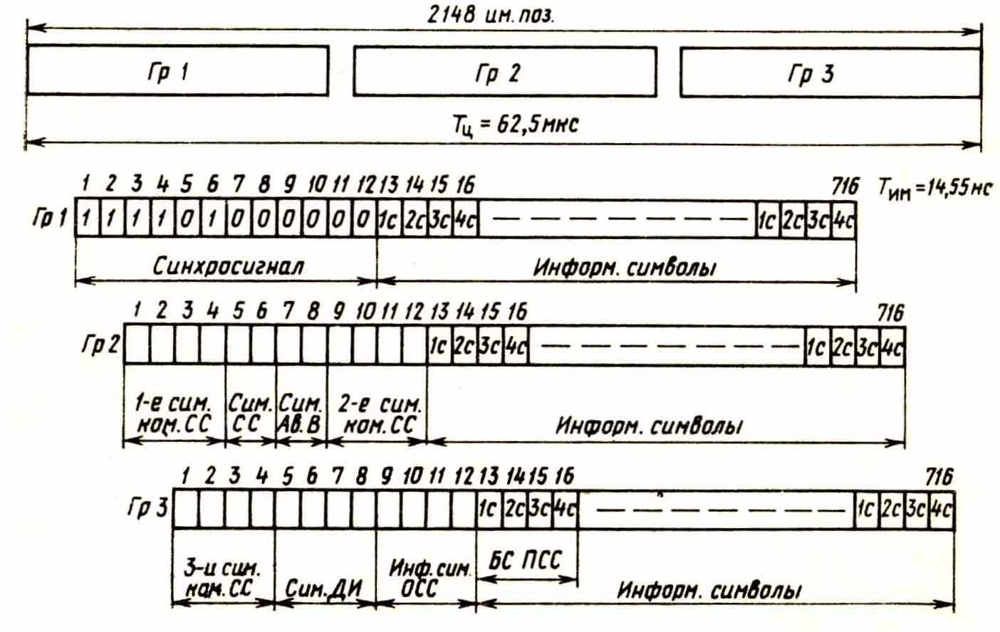 2148 им. поз.
Гр 1 Гр 2 Гр 3
Тц = 62,5 мкс
1 2 3 4 5 6 7 8 9 10 11 12 13 14 15 16 716 Тим = 14,55 нс
Гр 1 1 1 1 1 0 1 0 0 0 0 0 0 1с 2с 3с 4с 1с 2с 3с 4с
Синхросигнал Информ. символы
1 2 3 4 5 6 7 8 9 10 11 12 13 14 15 16 716
Гр 2 1с 2с 3с 4с 1с 2с 3с 4с
1-е сим. Сим. Сим. 2-е сим.
ком. СС СС Ав. В ком. СС Информ. символы
1 2 3 4 5 6 7 8 9 10 11 12 13 14 15 16 716
Гр 3 1с 2с 3с 4с 1с 2с 3с 4с
БС ПСС
3-и сим. Инф. сим.
ком. СС Сим. ДИ ОСС Информ. символы